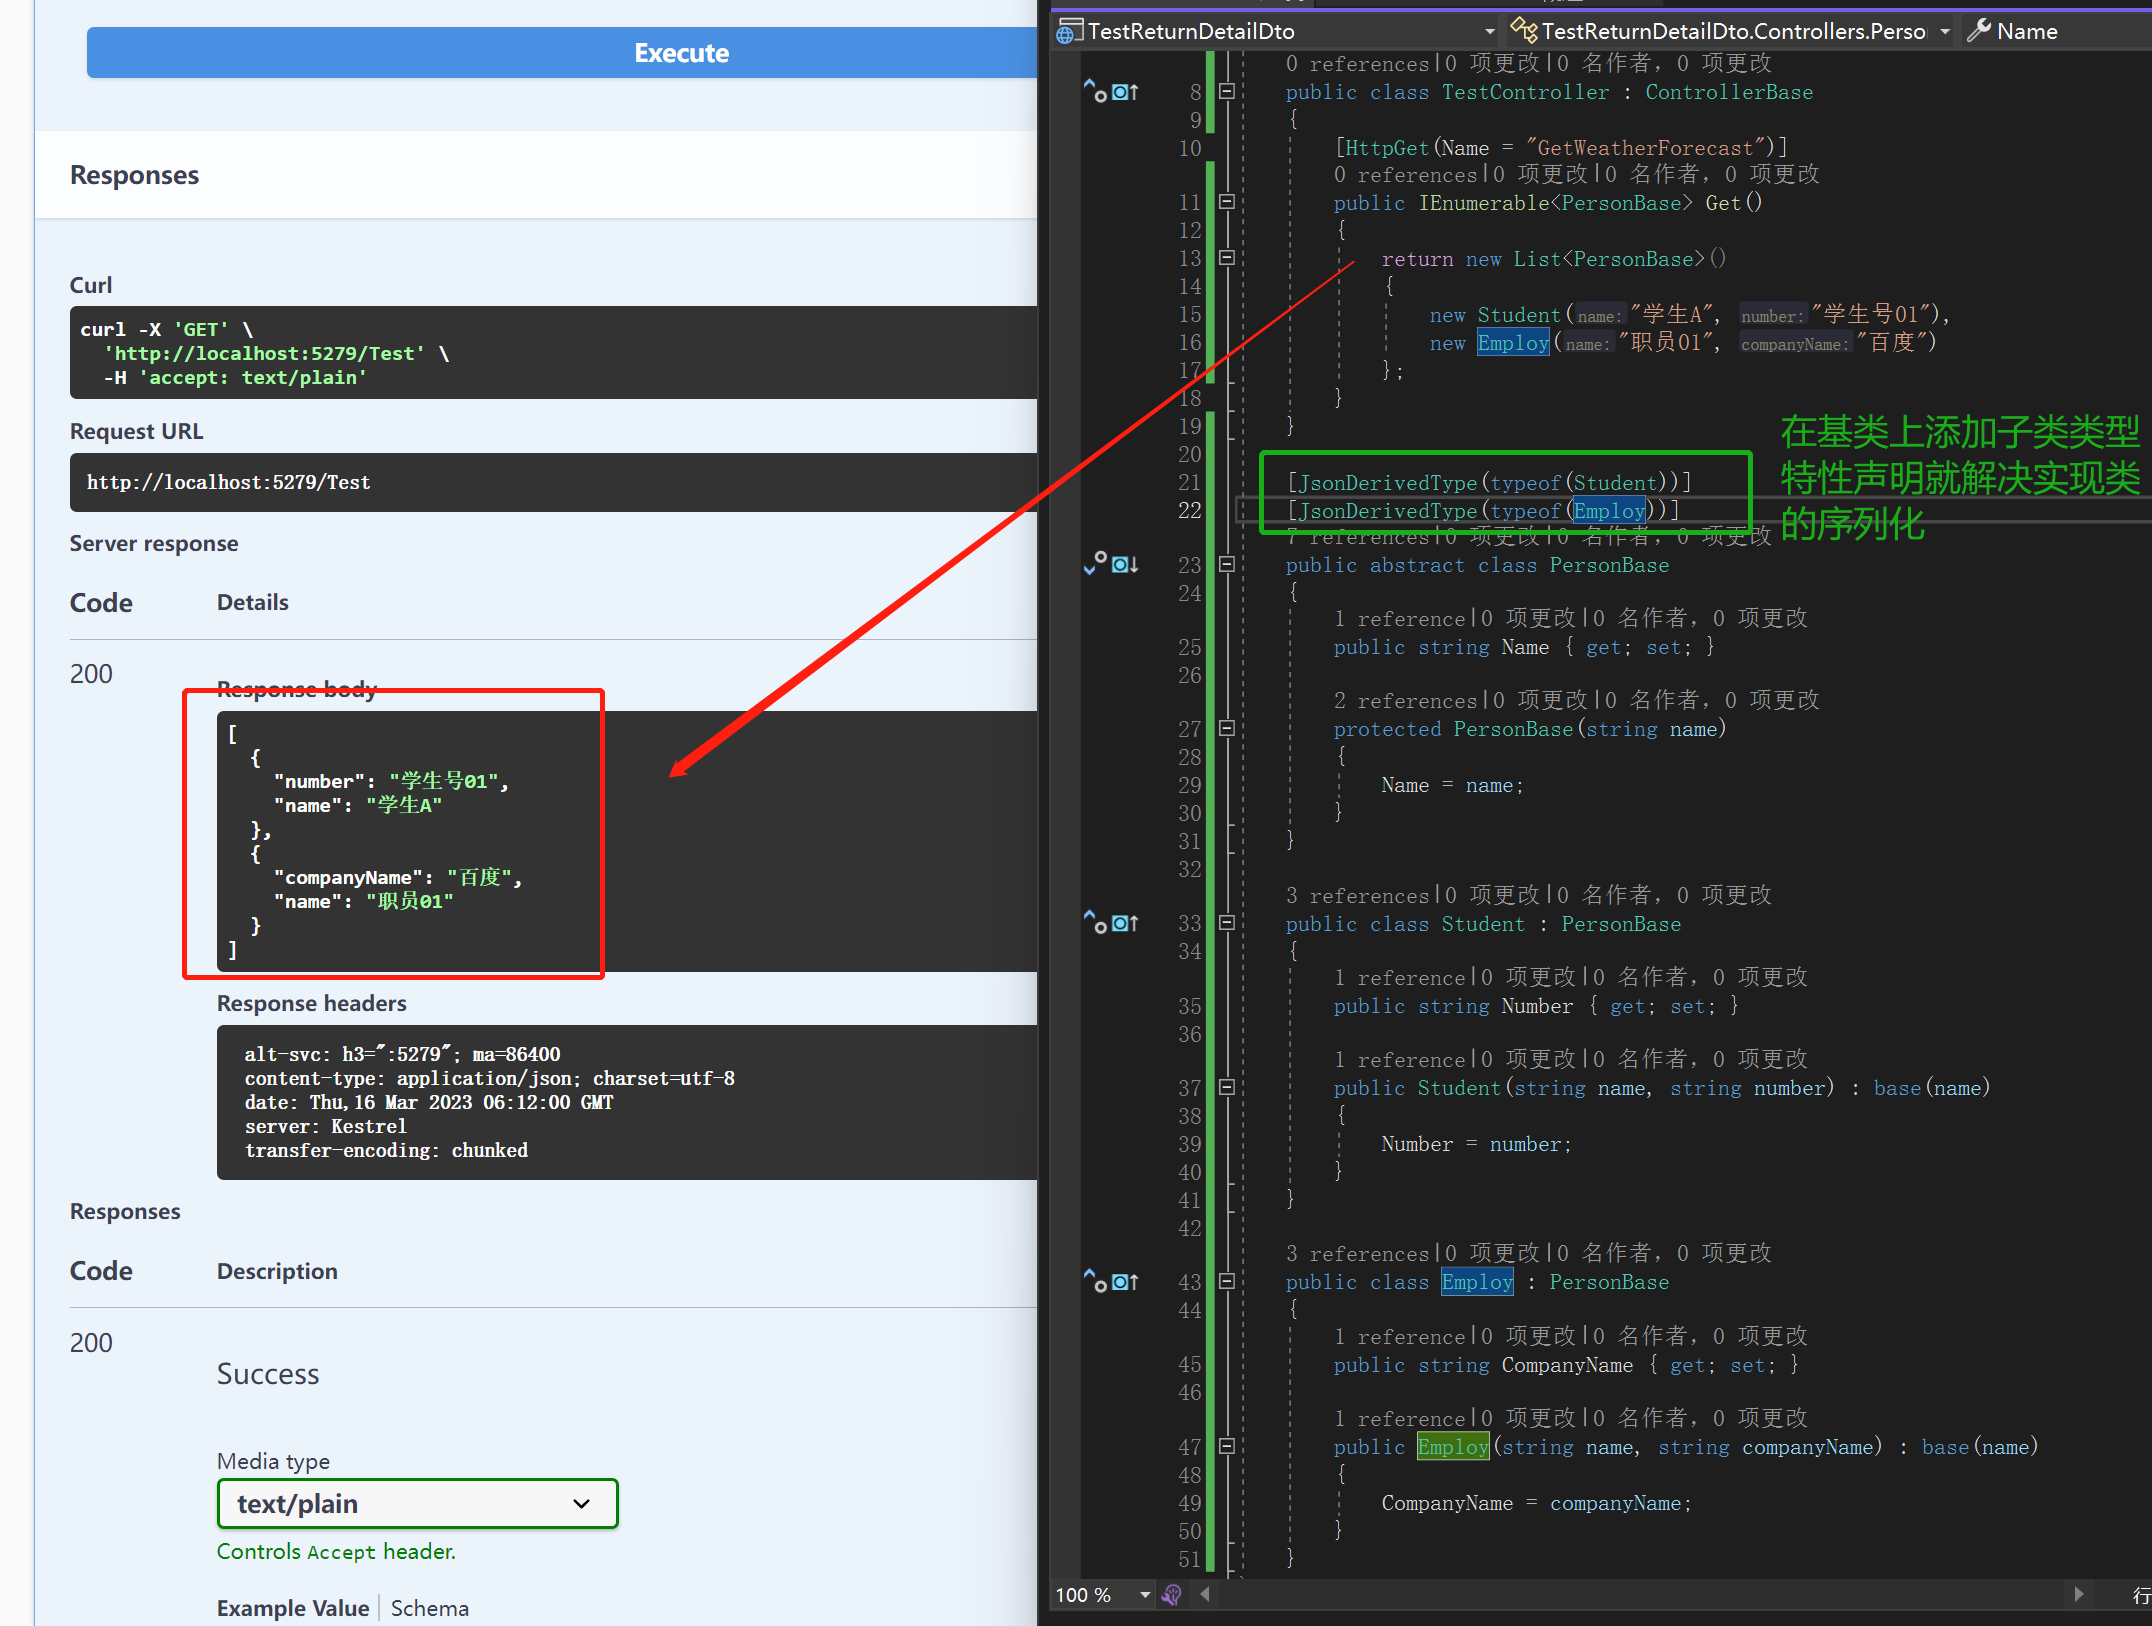 Execute
Responses
Curl
curl -X 'GET' \
'http://localhost:5279/Test' \
-H 'accept: text/plain'
Request URL
http://localhost:5279/Test
Server response
Code Details
200
Response body
[
{
"number": "学生号01",
"name": "学生A"
},
{
"companyName": "百度",
"name": "职员01"
}
]
Response headers
alt-svc: h3=":5279"; ma=86400
content-type: application/json; charset=utf-8
date: Thu,16 Mar 2023 06:12:00 GMT
server: Kestrel
transfer-encoding: chunked
Responses
Code Description
200
Success
Media type
text/plain
Controls Accept header.
Example Value Schema
TestReturnDetailDto TestReturnDetailDto.Controllers.Perso Name
0 references|0 项更改|0 名作者, 0 项更改
8 public class TestController : ControllerBase
9 {
10 [HttpGet(Name = "GetWeatherForecast")]
0 references|0 项更改|0 名作者, 0 项更改
11 public IEnumerable<PersonBase> Get()
12 {
13 return new List<PersonBase>()
14 {
15 new Student(name: "学生A", number: "学生号01"),
16 new Employ(name: "职员01", companyName: "百度")
17 };
18 }
19 }
20
21 [JsonDerivedType(typeof(Student))]
22 [JsonDerivedType(typeof(Employ))]
7 references|0 项更改|0 名作者, 0 项更改
23 public abstract class PersonBase
24 {
1 reference|0 项更改|0 名作者, 0 项更改
25 public string Name { get; set; }
26
2 references|0 项更改|0 名作者, 0 项更改
27 protected PersonBase(string name)
28 {
29 Name = name;
30 }
31 }
32
3 references|0 项更改|0 名作者, 0 项更改
33 public class Student : PersonBase
34 {
1 reference|0 项更改|0 名作者, 0 项更改
35 public string Number { get; set; }
36
1 reference|0 项更改|0 名作者, 0 项更改
37 public Student(string name, string number) : base(name)
38 {
39 Number = number;
40 }
41 }
42
3 references|0 项更改|0 名作者, 0 项更改
43 public class Employ : PersonBase
44 {
1 reference|0 项更改|0 名作者, 0 项更改
45 public string CompanyName { get; set; }
46
1 reference|0 项更改|0 名作者, 0 项更改
47 public Employ(string name, string companyName) : base(name)
48 {
49 CompanyName = companyName;
50 }
51 }
在基类上添加子类类型
特性声明就解决实现类
的序列化
100 % 行